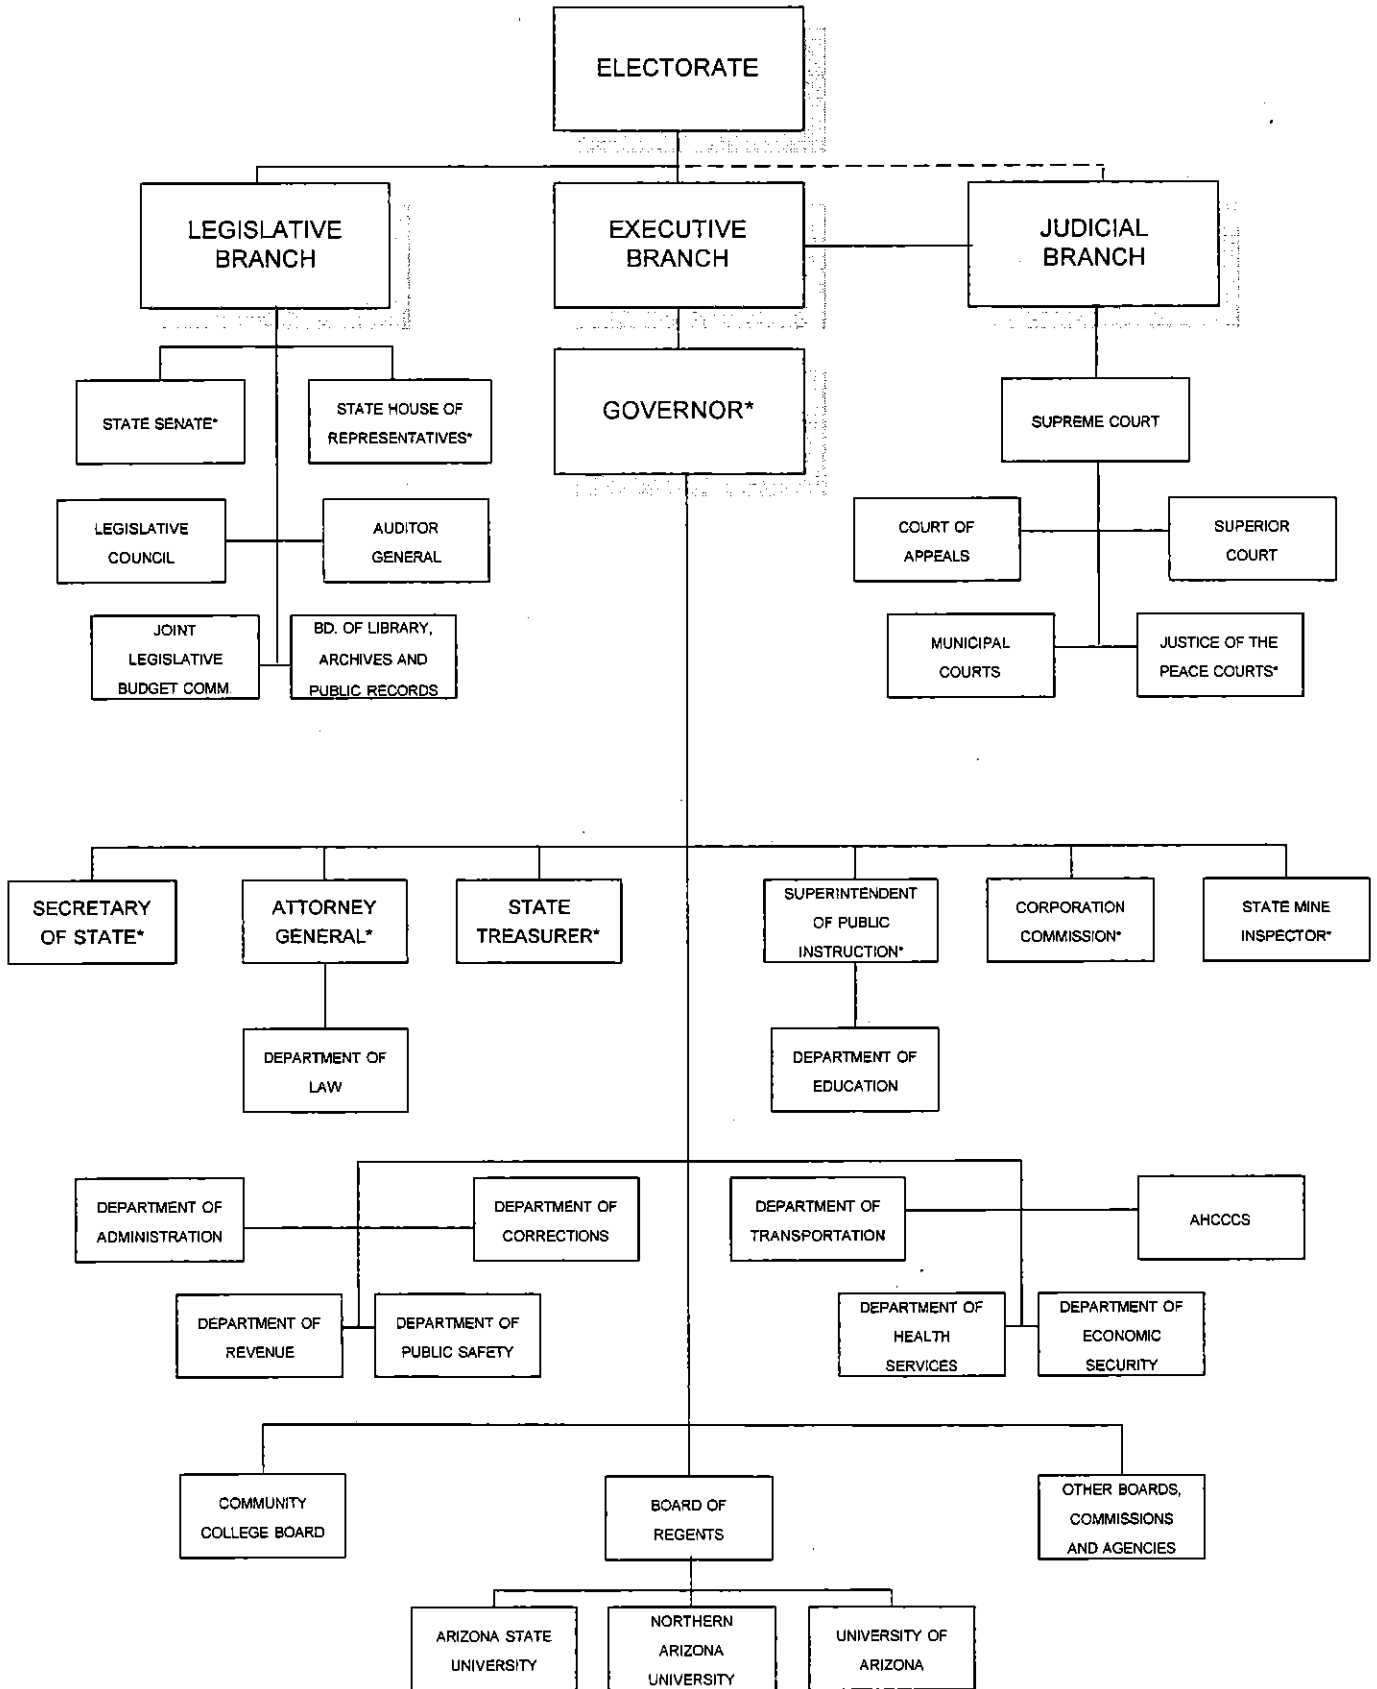 ELECTORATE
LEGISLATIVE
BRANCH
EXECUTIVE
BRANCH
JUDICIAL
BRANCH
STATE SENATE*
STATE HOUSE OF
REPRESENTATIVES*
GOVERNOR*
SUPREME COURT
LEGISLATIVE
COUNCIL
AUDITOR
GENERAL
COURT OF
APPEALS
SUPERIOR
COURT
JOINT
LEGISLATIVE
BUDGET COMM.
BD. OF LIBRARY,
ARCHIVES AND
PUBLIC RECORDS
MUNICIPAL
COURTS
JUSTICE OF THE
PEACE COURTS*
SECRETARY
OF STATE*
ATTORNEY
GENERAL*
STATE
TREASURER*
SUPERINTENDENT
OF PUBLIC
INSTRUCTION*
CORPORATION
COMMISSION*
STATE MINE
INSPECTOR*
DEPARTMENT OF
LAW
DEPARTMENT OF
EDUCATION
DEPARTMENT OF
ADMINISTRATION
DEPARTMENT OF
CORRECTIONS
DEPARTMENT OF
TRANSPORTATION
AHCCCS
DEPARTMENT OF
REVENUE
DEPARTMENT OF
PUBLIC SAFETY
DEPARTMENT OF
HEALTH
SERVICES
DEPARTMENT OF
ECONOMIC
SECURITY
COMMUNITY
COLLEGE BOARD
BOARD OF
REGENTS
OTHER BOARDS,
COMMISSIONS
AND AGENCIES
ARIZONA STATE
UNIVERSITY
NORTHERN
ARIZONA
UNIVERSITY
UNIVERSITY OF
ARIZONA